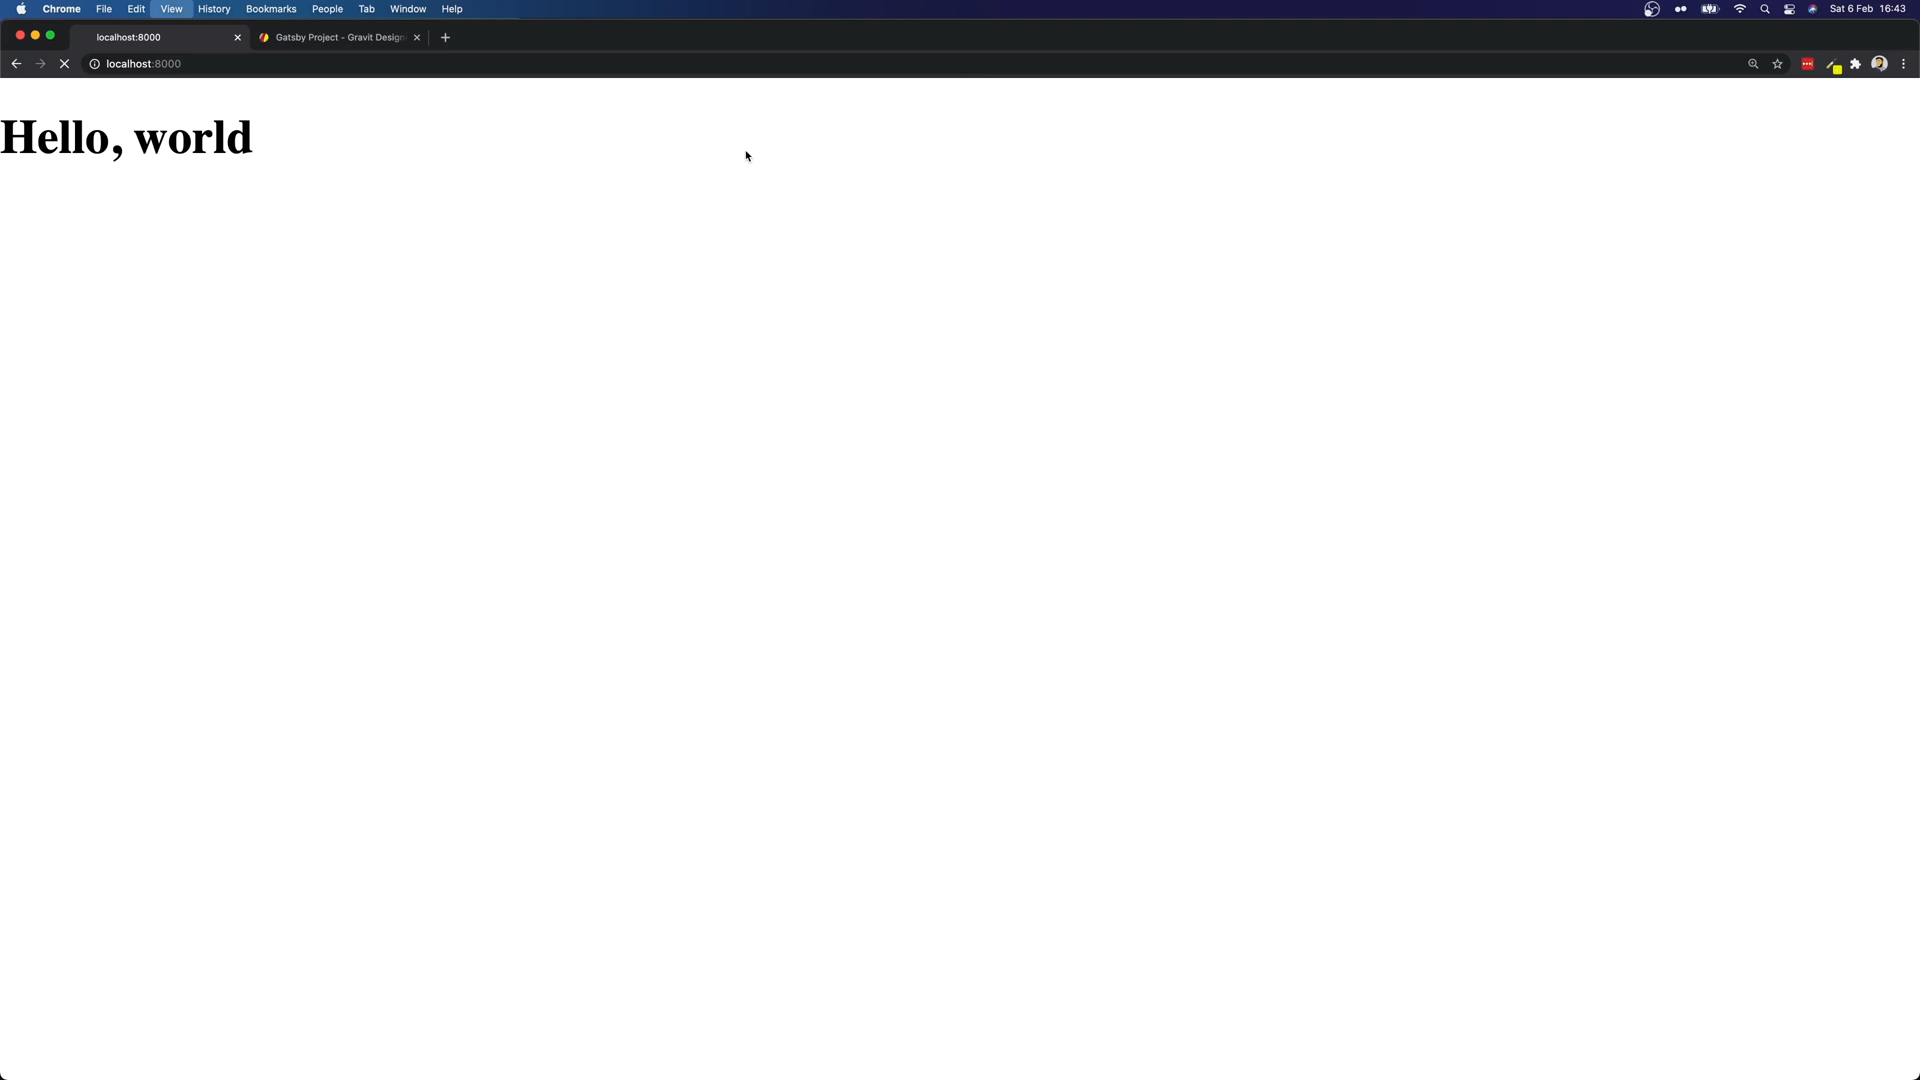 Chrome File Edit View History Bookmarks People Tab Window Help Sat 6 Feb 16:43
localhost:8000 Gatsby Project - Gravit Design
localhost:8000
Hello, world